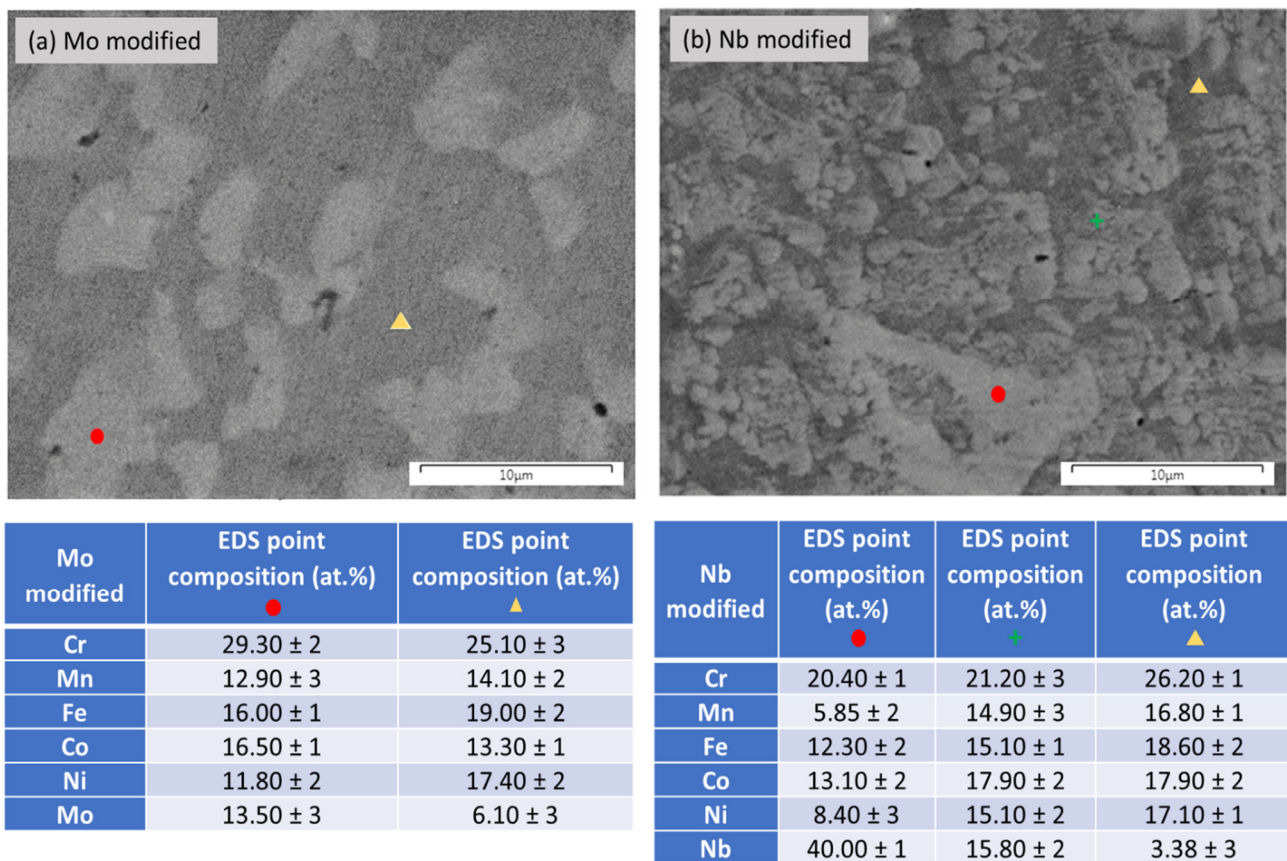 (a) Mo modified
10µm
(b) Nb modified
10µm
Mo modified
EDS point composition (at.%)
EDS point composition (at.%)
Cr 29.30 ± 2 25.10 ± 3
Mn 12.90 ± 3 14.10 ± 2
Fe 16.00 ± 1 19.00 ± 2
Co 16.50 ± 1 13.30 ± 1
Ni 11.80 ± 2 17.40 ± 2
Mo 13.50 ± 3 6.10 ± 3
Nb modified
EDS point composition (at.%)
EDS point composition (at.%)
EDS point composition (at.%)
Cr 20.40 ± 1 21.20 ± 3 26.20 ± 1
Mn 5.85 ± 2 14.90 ± 3 16.80 ± 1
Fe 12.30 ± 2 15.10 ± 1 18.60 ± 2
Co 13.10 ± 2 17.90 ± 2 17.90 ± 2
Ni 8.40 ± 3 15.10 ± 2 17.10 ± 1
Nb 40.00 ± 1 15.80 ± 2 3.38 ± 3